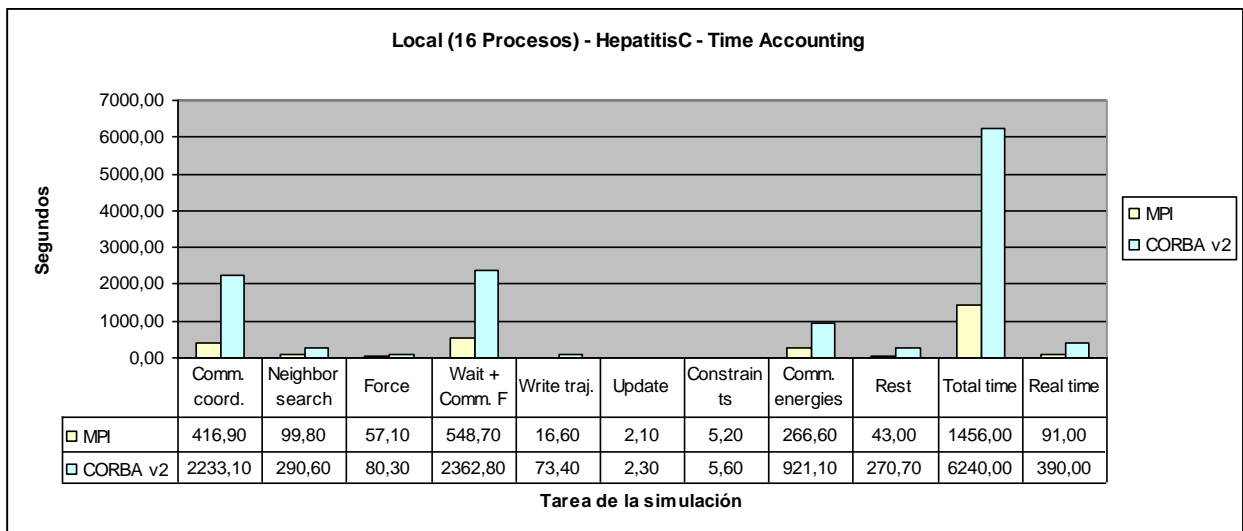 Local (16 Procesos) - HepatitisC - Time Accounting
7000,00
6000,00
5000,00
4000,00
3000,00
2000,00
1000,00
0,00
Segundos
MPI
CORBA v2
Comm. coord. Neighbor search Force Wait + Comm. F Write traj. Update Constraints Comm. energies Rest Total time Real time
MPI 416,90 99,80 57,10 548,70 16,60 2,10 5,20 266,60 43,00 1456,00 91,00
CORBA v2 2233,10 290,60 80,30 2362,80 73,40 2,30 5,60 921,10 270,70 6240,00 390,00
Tarea de la simulación